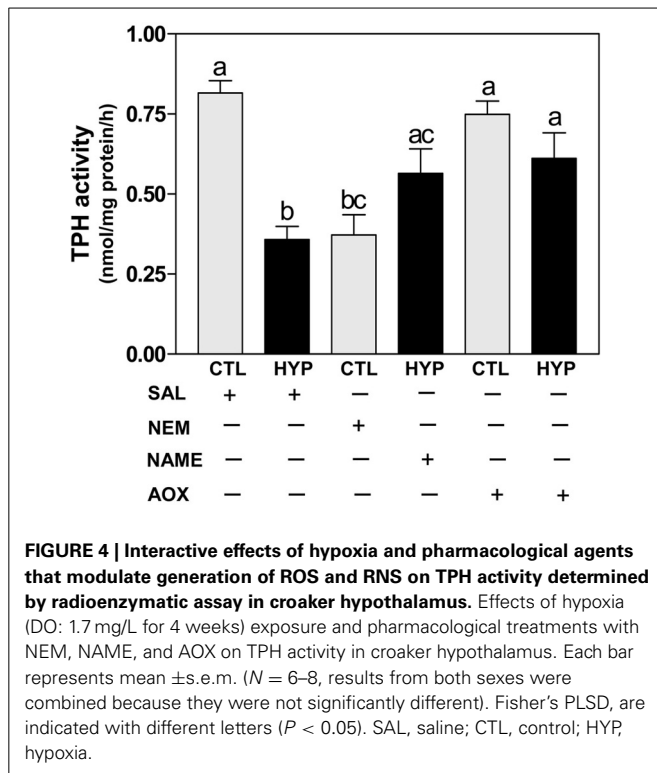 1.00
0.75
0.50
0.25
0.00
TPH activity
(nmol/mg protein/h)
a
b
bc
ac
a
a
CTL HYP CTL HYP CTL HYP
SAL + + – – – –
NEM – – + – – –
NAME – – – + – –
AOX – – – – + +
FIGURE 4 | Interactive effects of hypoxia and pharmacological agents
that modulate generation of ROS and RNS on TPH activity determined
by radioenzymatic assay in croaker hypothalamus. Effects of hypoxia
(DO: 1.7 mg/L for 4 weeks) exposure and pharmacological treatments with
NEM, NAME, and AOX on TPH activity in croaker hypothalamus. Each bar
represents mean ±s.e.m. (N = 6–8, results from both sexes were
combined because they were not significantly different). Fisher's PLSD, are
indicated with different letters (P < 0.05). SAL, saline; CTL, control; HYP,
hypoxia.